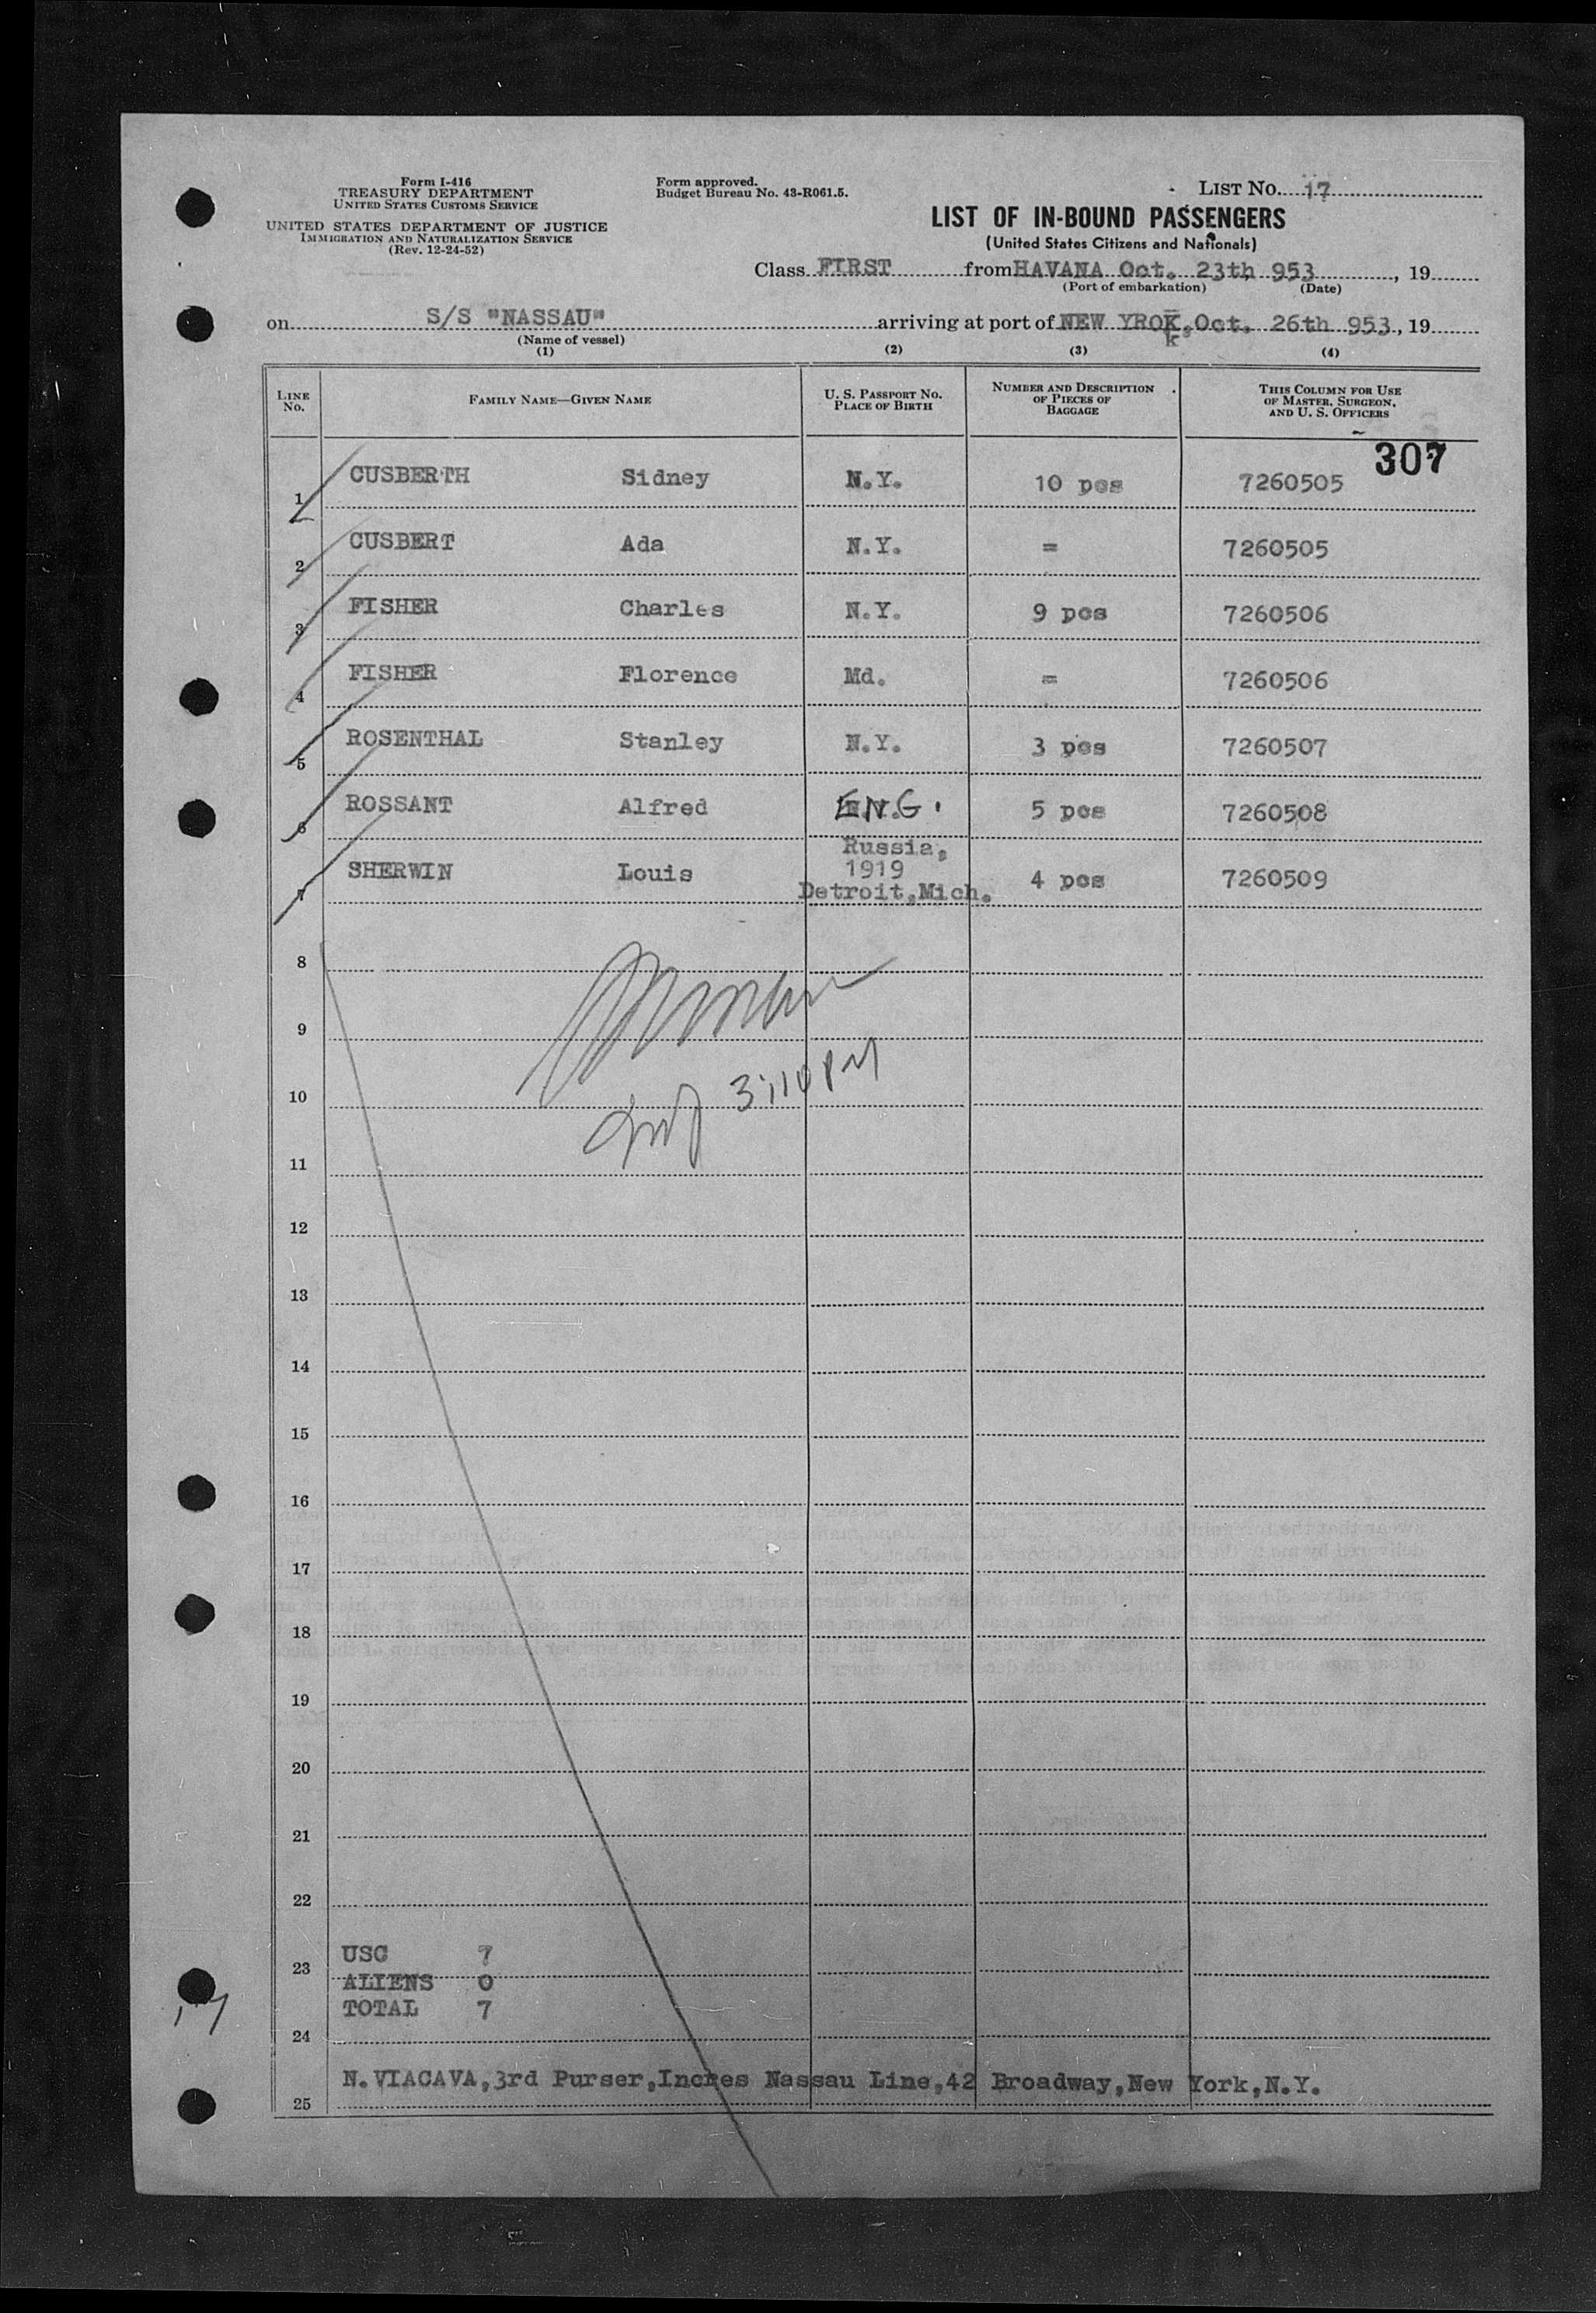 Form I-416
TREASURY DEPARTMENT
UNITED STATES CUSTOMS SERVICE
UNITED STATES DEPARTMENT OF JUSTICE
IMMIGRATION AND NATURALIZATION SERVICE
(Rev. 12-24-52)
Form approved.
Budget Bureau No. 43-R061.5.
LIST No. 17
LIST OF IN-BOUND PASSENGERS
(United States Citizens and Nationals)
Class FIRST from HAVANA Oct. 23th 953, 19
(Port of embarkation) (Date)
on S/S "NASSAU" arriving at port of NEW YROK, Oct. 26th 953, 19
k
(Name of vessel)
(1) (2) (3) (4)
LINE No. FAMILY NAME—GIVEN NAME U. S. PASSPORT No. PLACE OF BIRTH NUMBER AND DESCRIPTION OF PIECES OF BAGGAGE THIS COLUMN FOR USE OF MASTER, SURGEON, AND U. S. OFFICERS
307
1 CUSBERTH Sidney N.Y. 10 pcs 7260505
2 CUSBERT Ada N.Y. = 7260505
3 FISHER Charles N.Y. 9 pcs 7260506
4 FISHER Florence Md. = 7260506
5 ROSENTHAL Stanley N.Y. 3 pcs 7260507
6 ROSSANT Alfred ENG. 5 pcs 7260508
7 SHERWIN Louis Russia, 1919 Detroit,Mich. 4 pcs 7260509
8
9
3:10 PM
10
11
12
13
14
15
16
17
18
19
20
21
22
USC 7
23
ALIENS 0
TOTAL 7
24
N.VIACAVA,3rd Purser,Inches Nassau Line,42 Broadway,New York,N.Y.
25
17